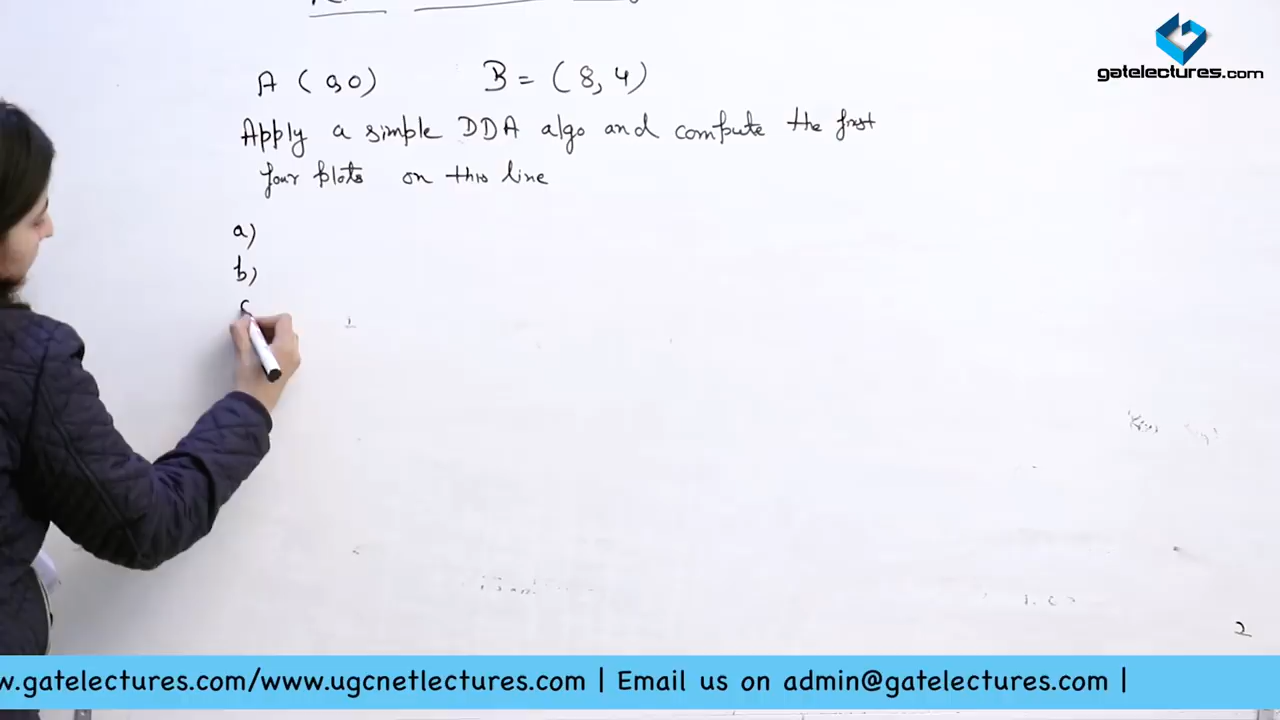 gatelectures.com
A ( 0,0) B = ( 8, 4 )
Apply a simple DDA algo and compute the first
four plots on this line
a)
b)
c
2
w.gatelectures.com/www.ugcnetlectures.com | Email us on admin@gatelectures.com |